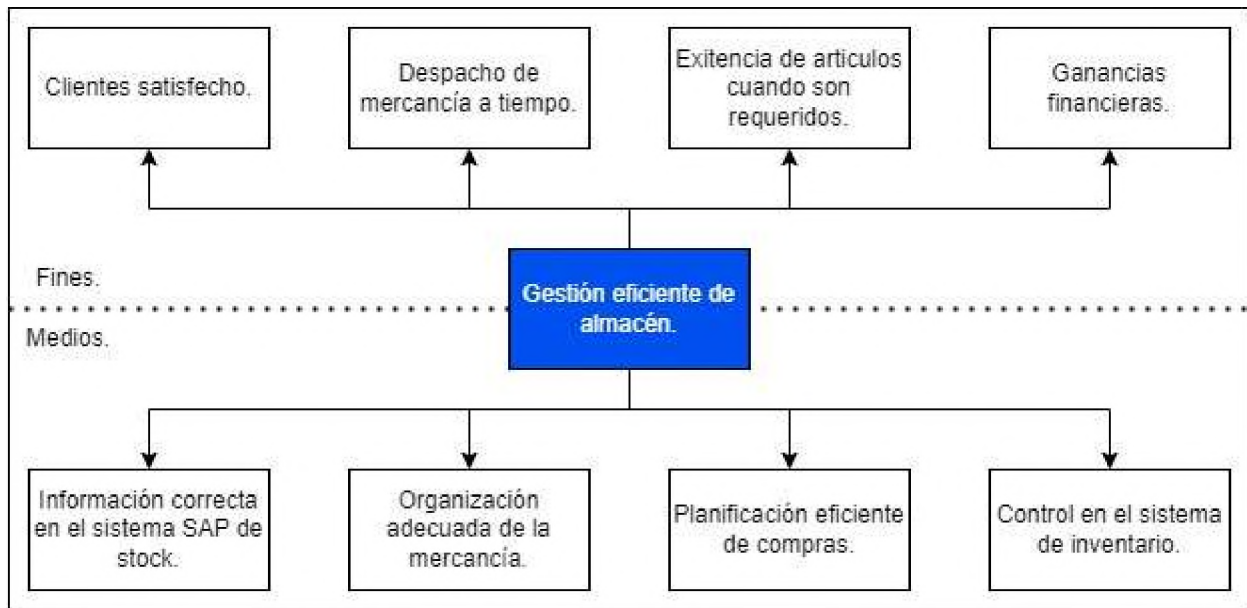 Clientes satisfecho.
Despacho de
mercancía a tiempo.
Exitencia de articulos
cuando son
requeridos.
Ganancias
financieras.
Fines.
Gestión eficiente de
almacén.
Medios.
Información correcta
en el sistema SAP de
stock.
Organización
adecuada de la
mercancía.
Planificación eficiente
de compras.
Control en el sistema
de inventario.